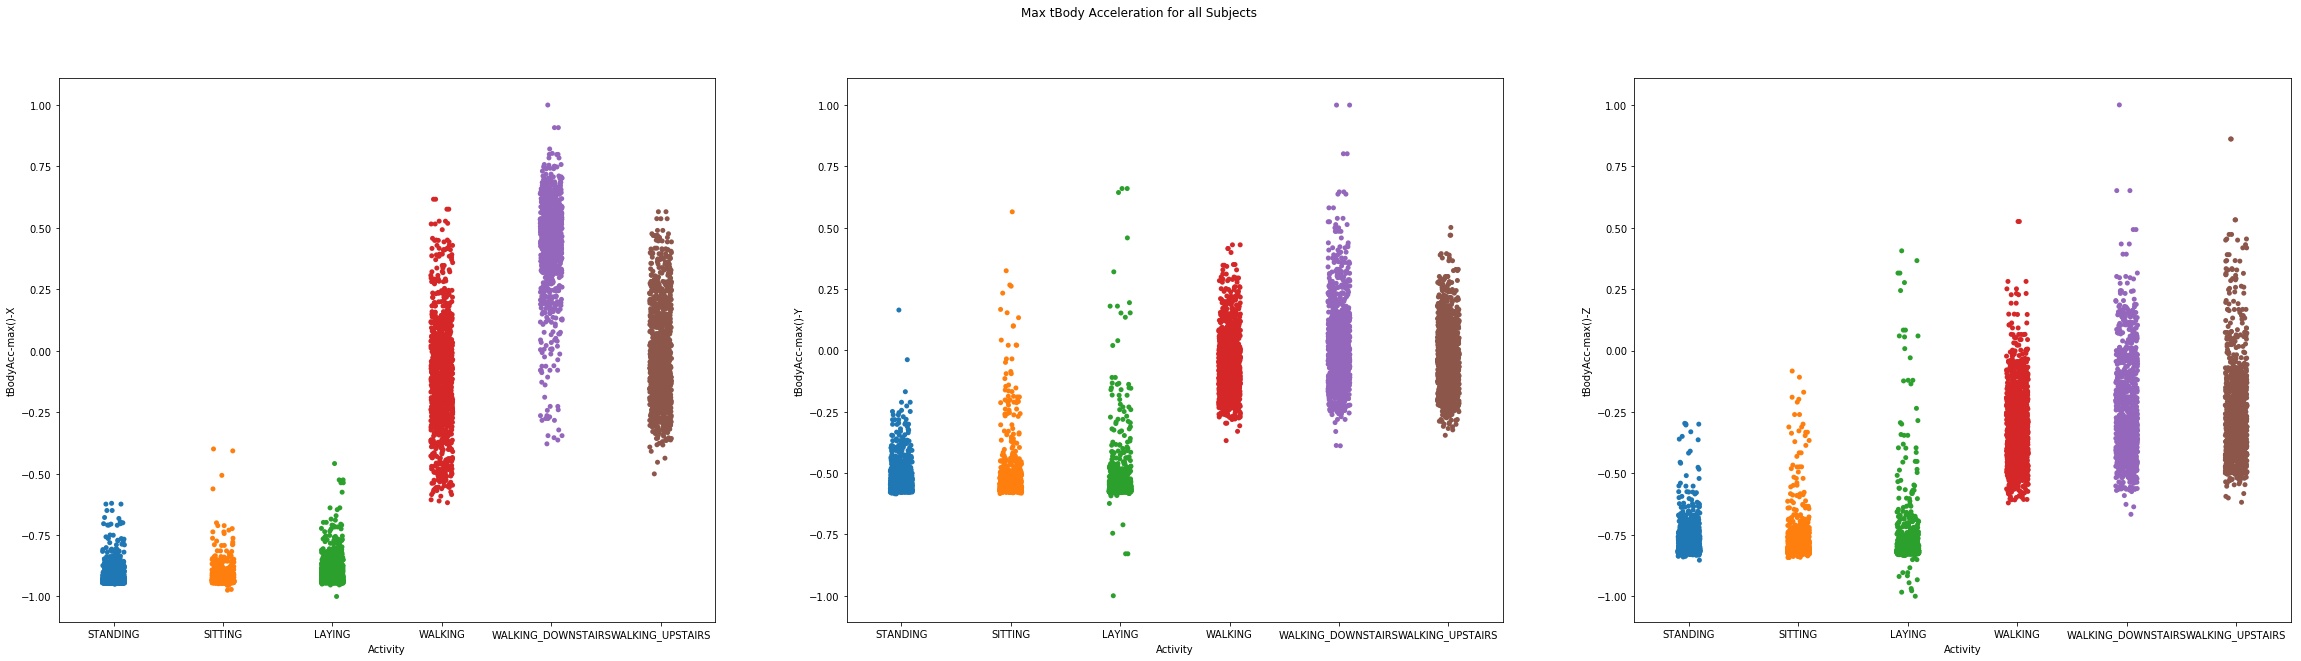 Max tBody Acceleration for all Subjects
tBodyAcc-max()-X
1.00
0.75
0.50
0.25
0.00
−0.25
−0.50
−0.75
−1.00
STANDING SITTING LAYING WALKING WALKING_DOWNSTAIRS WALKING_UPSTAIRS
Activity
tBodyAcc-max()-Y
1.00
0.75
0.50
0.25
0.00
−0.25
−0.50
−0.75
−1.00
STANDING SITTING LAYING WALKING WALKING_DOWNSTAIRS WALKING_UPSTAIRS
Activity
tBodyAcc-max()-Z
1.00
0.75
0.50
0.25
0.00
−0.25
−0.50
−0.75
−1.00
STANDING SITTING LAYING WALKING WALKING_DOWNSTAIRS WALKING_UPSTAIRS
Activity